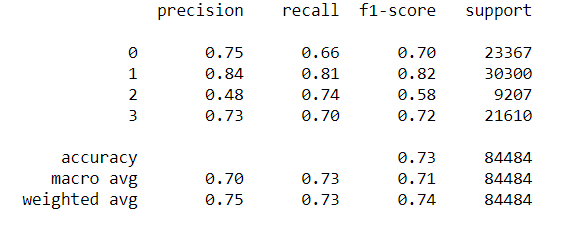 precision recall f1-score support
0 0.75 0.66 0.70 23367
1 0.84 0.81 0.82 30300
2 0.48 0.74 0.58 9207
3 0.73 0.70 0.72 21610
accuracy 0.73 84484
macro avg 0.70 0.73 0.71 84484
weighted avg 0.75 0.73 0.74 84484